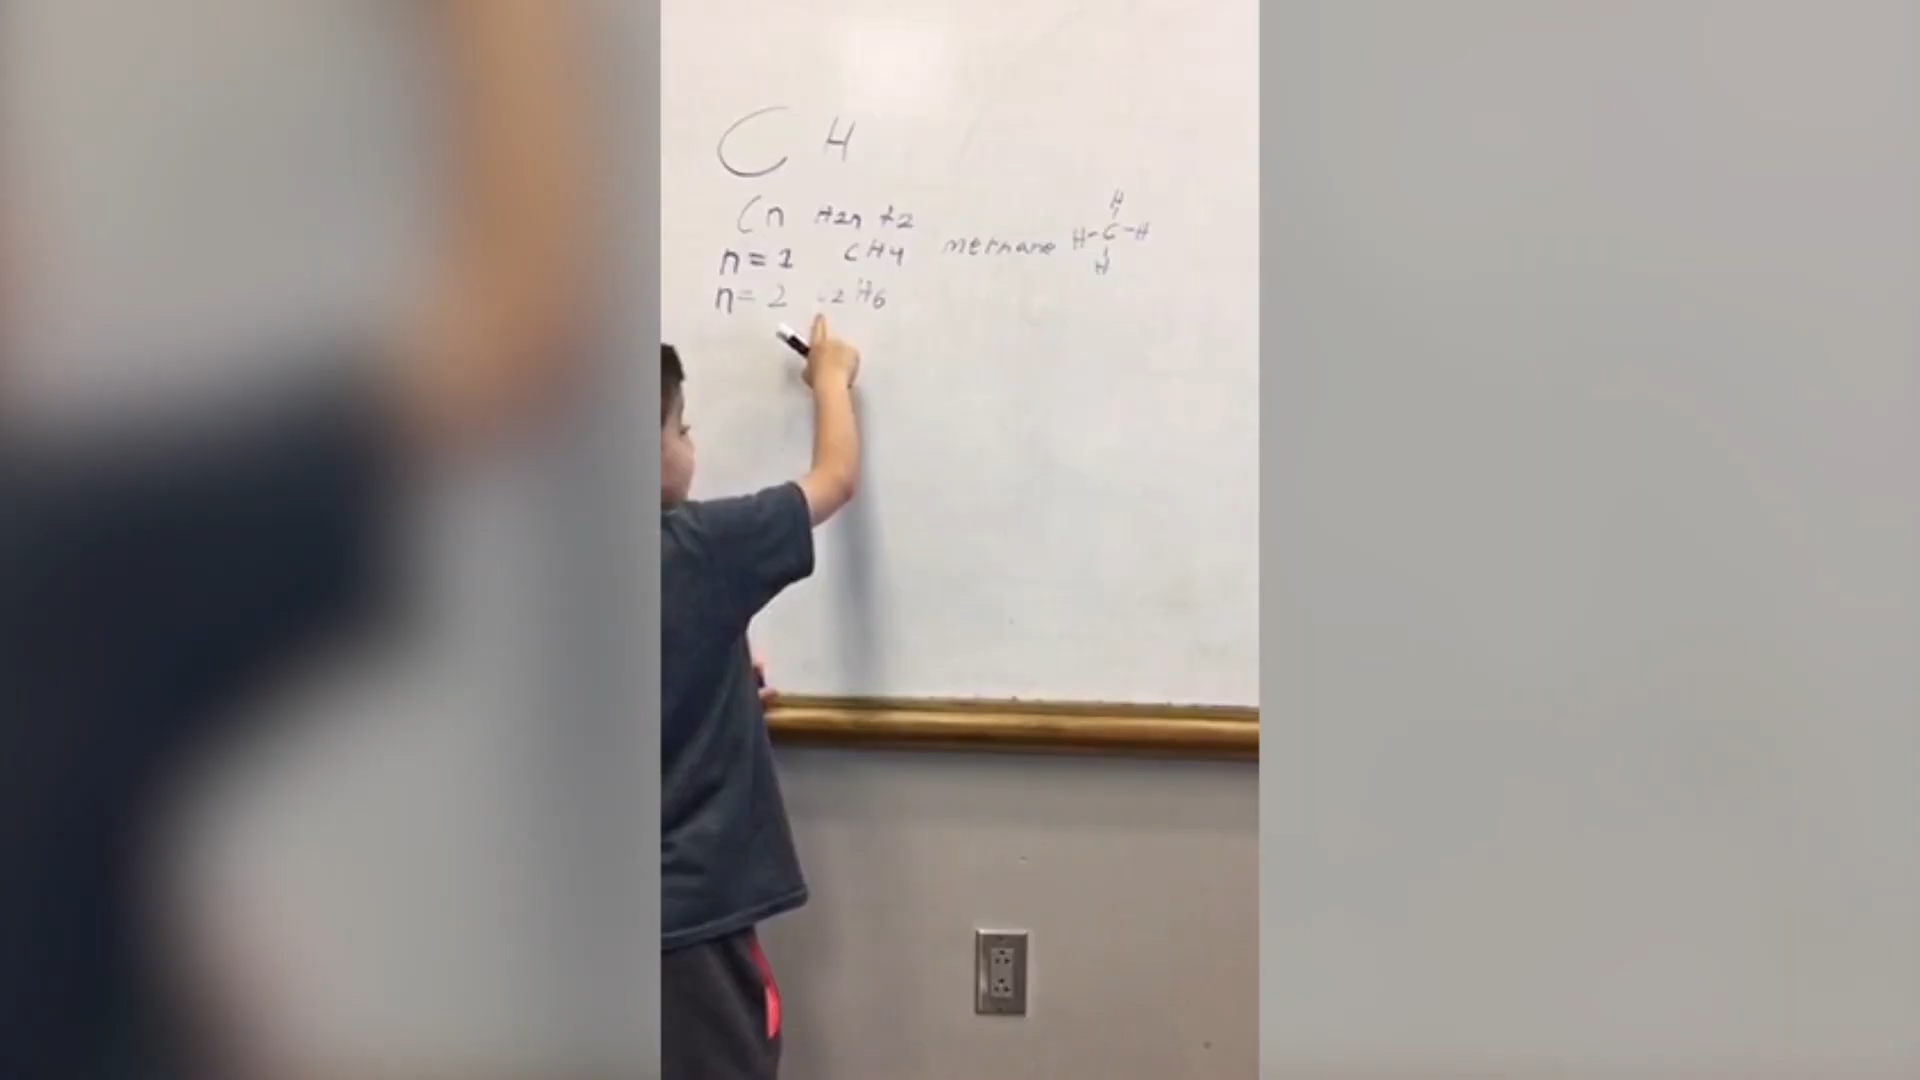 C H
Cn H2n +2
n=1 CH4 methane
H
H-C-H
H
n=2 C2H6